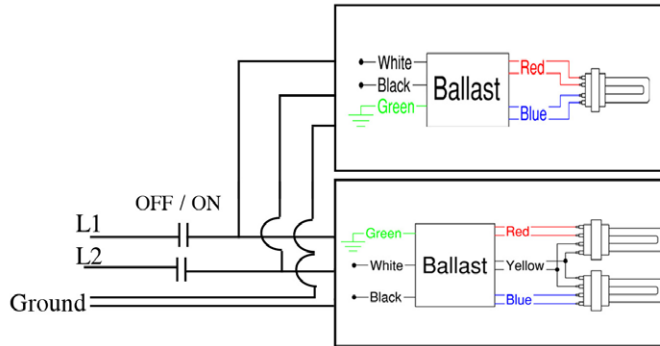 White
Black
Green
Ballast
Red
Blue
OFF / ON
L1
L2
Ground
Green
White
Black
Ballast
Red
Yellow
Blue